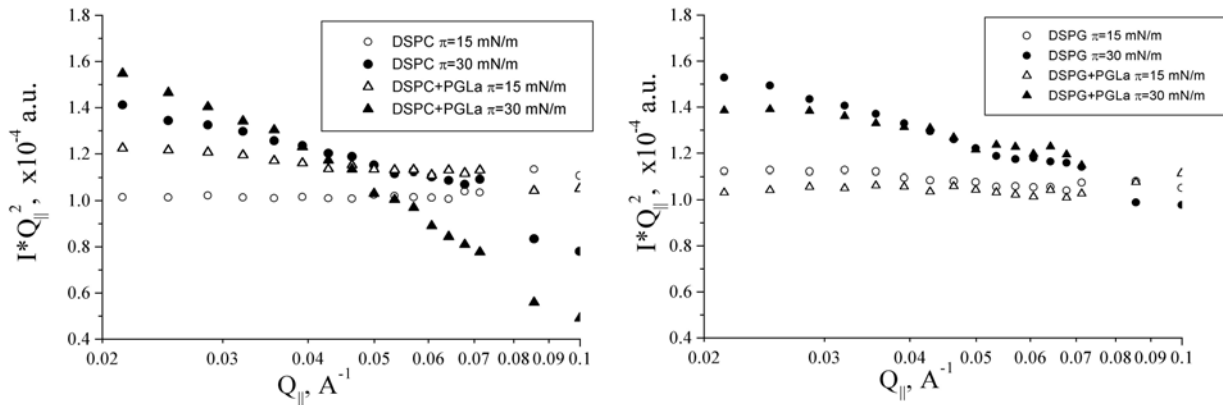 1.8
1.6
1.4
1.2
1.0
0.8
0.6
0.4
I*Q||^2, x10^-4 a.u.
DSPC π=15 mN/m
DSPC π=30 mN/m
DSPC+PGLa π=15 mN/m
DSPC+PGLa π=30 mN/m
0.02 0.03 0.04 0.05 0.06 0.07 0.08 0.09 0.1
Q||, A^-1
1.8
1.6
1.4
1.2
1.0
0.8
0.6
0.4
I*Q||^2, x10^-4 a.u.
DSPG π=15 mN/m
DSPG π=30 mN/m
DSPG+PGLa π=15 mN/m
DSPG+PGLa π=30 mN/m
0.02 0.03 0.04 0.05 0.06 0.07 0.08 0.09 0.1
Q||, A^-1